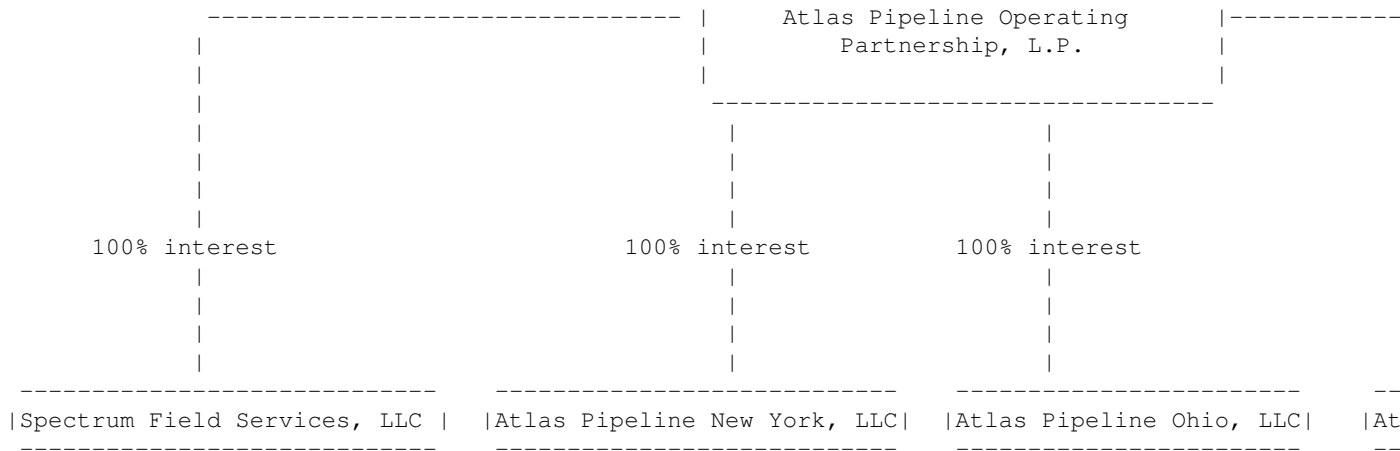 Atlas Pipeline Operating
Partnership, L.P.
100% interest 100% interest 100% interest
Spectrum Field Services, LLC Atlas Pipeline New York, LLC Atlas Pipeline Ohio, LLC At